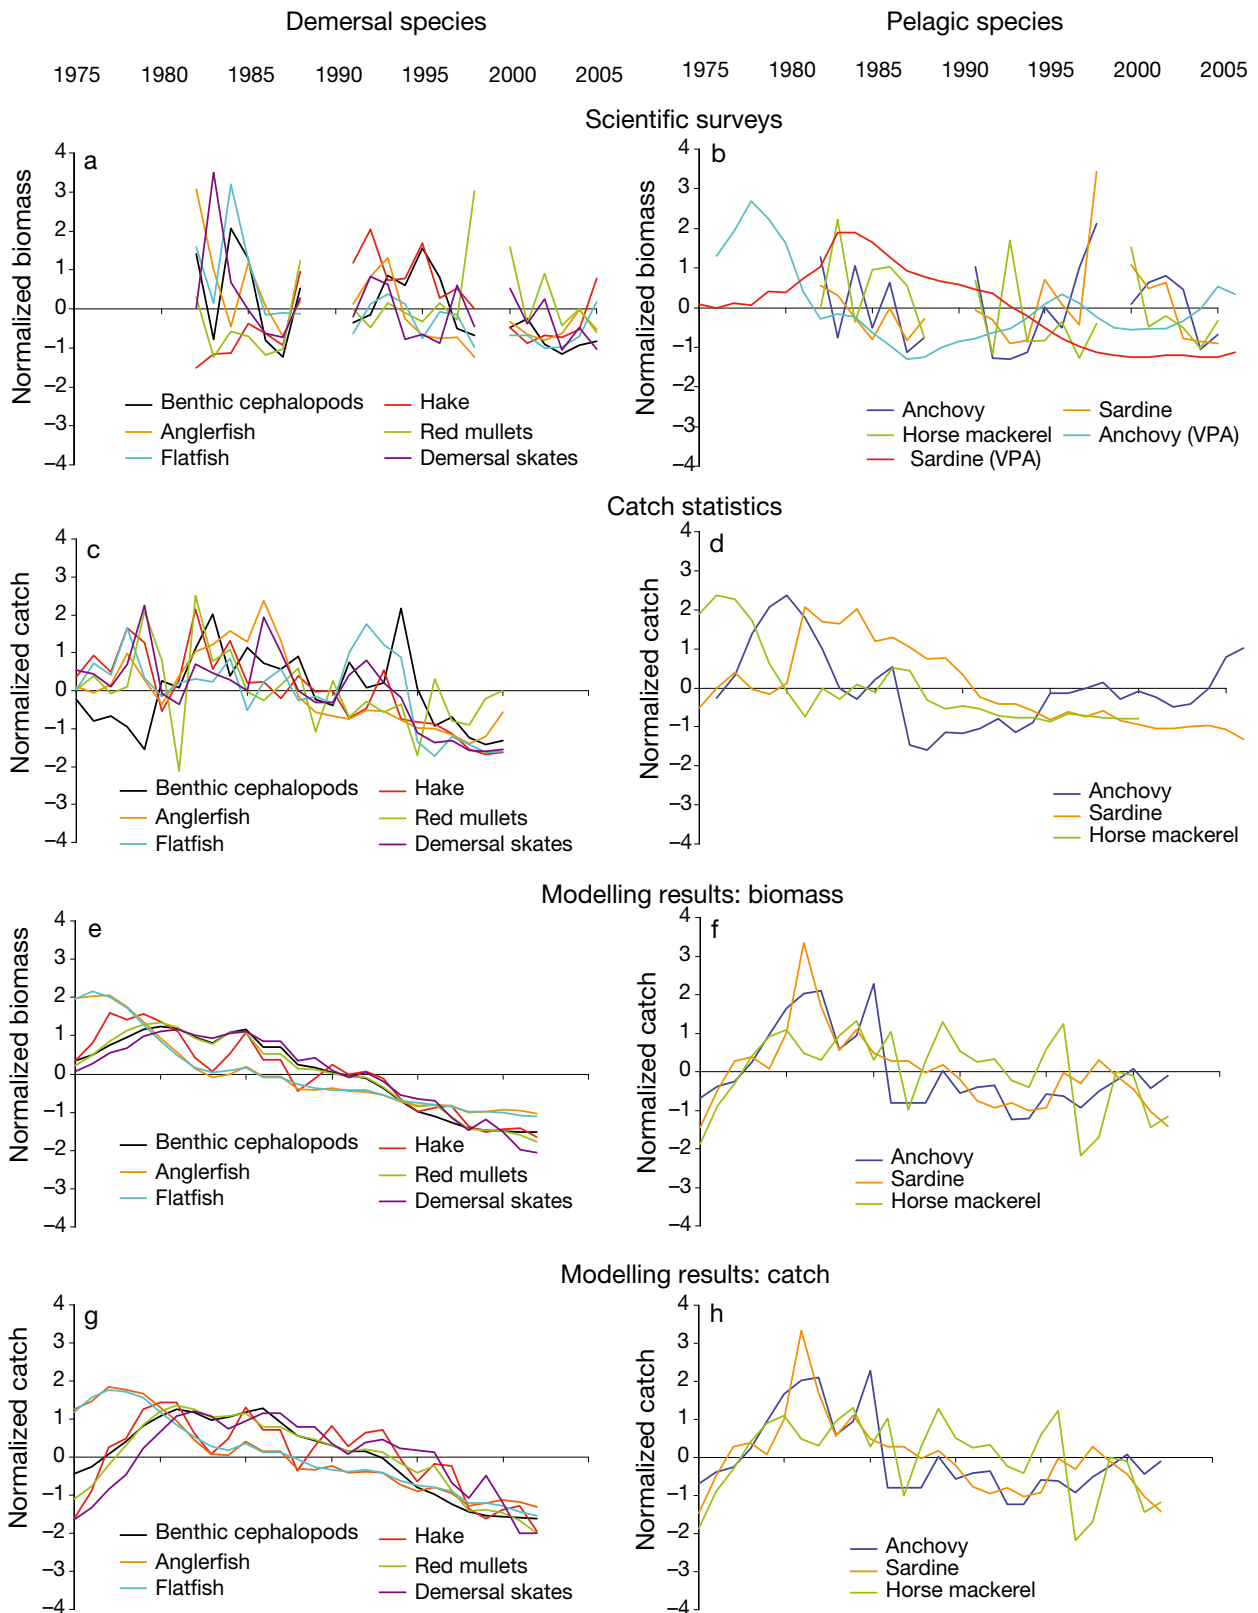 Demersal species
Pelagic species
1975 1980 1985 1990 1995 2000 2005
1975 1980 1985 1990 1995 2000 2005
Scientific surveys
a
Normalized biomass
4
3
2
1
0
–1
–2
–3
–4
Benthic cephalopods
Anglerfish
Flatfish
Hake
Red mullets
Demersal skates
b
Normalized biomass
4
3
2
1
0
–1
–2
–3
–4
Anchovy
Horse mackerel
Sardine (VPA)
Sardine
Anchovy (VPA)
Catch statistics
c
Normalized catch
4
3
2
1
0
–1
–2
–3
–4
Benthic cephalopods
Anglerfish
Flatfish
Hake
Red mullets
Demersal skates
d
Normalized catch
4
3
2
1
0
–1
–2
–3
–4
Anchovy
Sardine
Horse mackerel
Modelling results: biomass
e
Normalized biomass
4
3
2
1
0
–1
–2
–3
–4
Benthic cephalopods
Anglerfish
Flatfish
Hake
Red mullets
Demersal skates
f
Normalized catch
4
3
2
1
0
–1
–2
–3
–4
Anchovy
Sardine
Horse mackerel
Modelling results: catch
g
Normalized catch
4
3
2
1
0
–1
–2
–3
–4
Benthic cephalopods
Anglerfish
Flatfish
Hake
Red mullets
Demersal skates
h
Normalized catch
4
3
2
1
0
–1
–2
–3
–4
Anchovy
Sardine
Horse mackerel